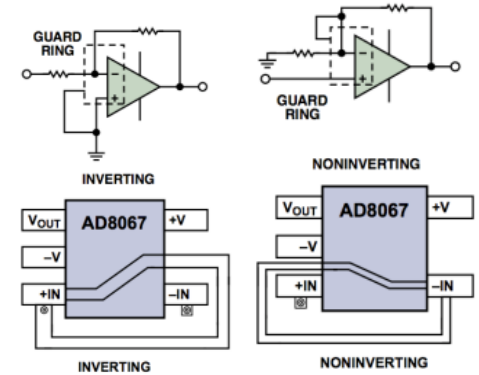 GUARD
RING
−
+
INVERTING
−
+
GUARD
RING
NONINVERTING
VOUT
AD8067
+V
−V
+IN
−IN
INVERTING
VOUT
AD8067
+V
−V
+IN
−IN
NONINVERTING